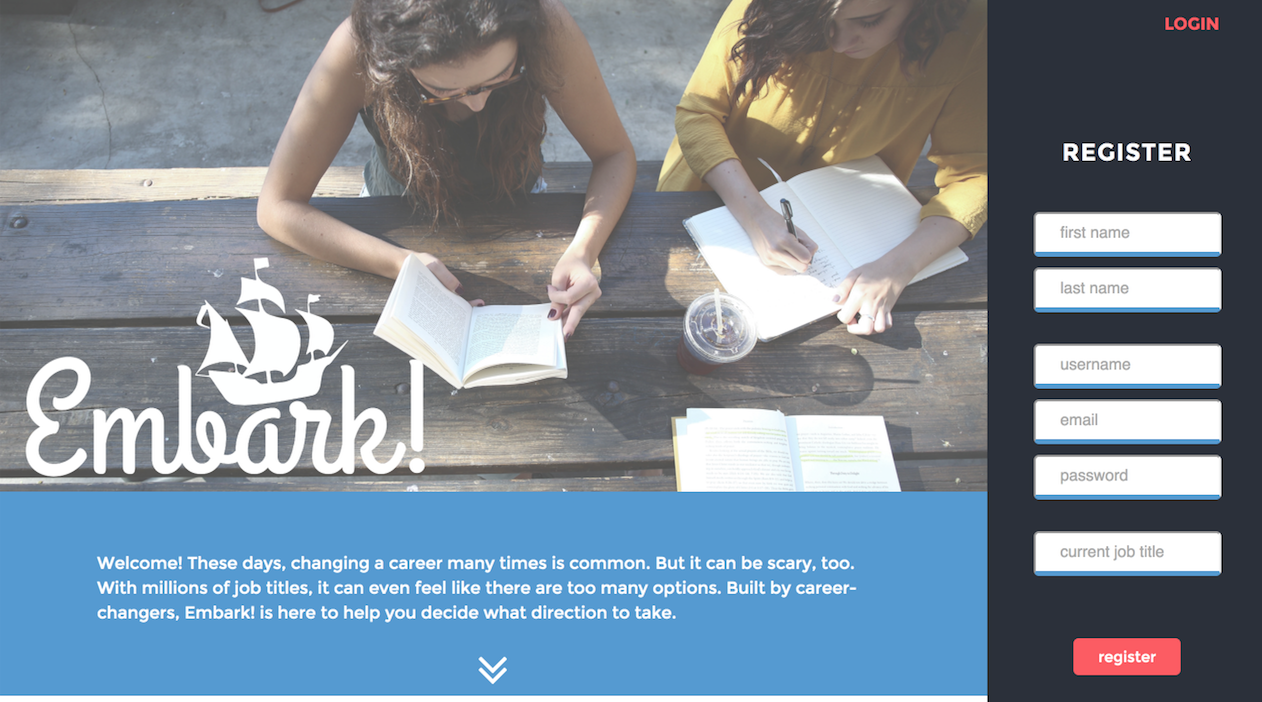 LOGIN
REGISTER
first name
last name
username
email
password
current job title
register
Embark!
Welcome! These days, changing a career many times is common. But it can be scary, too.
With millions of job titles, it can even feel like there are too many options. Built by career-
changers, Embark! is here to help you decide what direction to take.